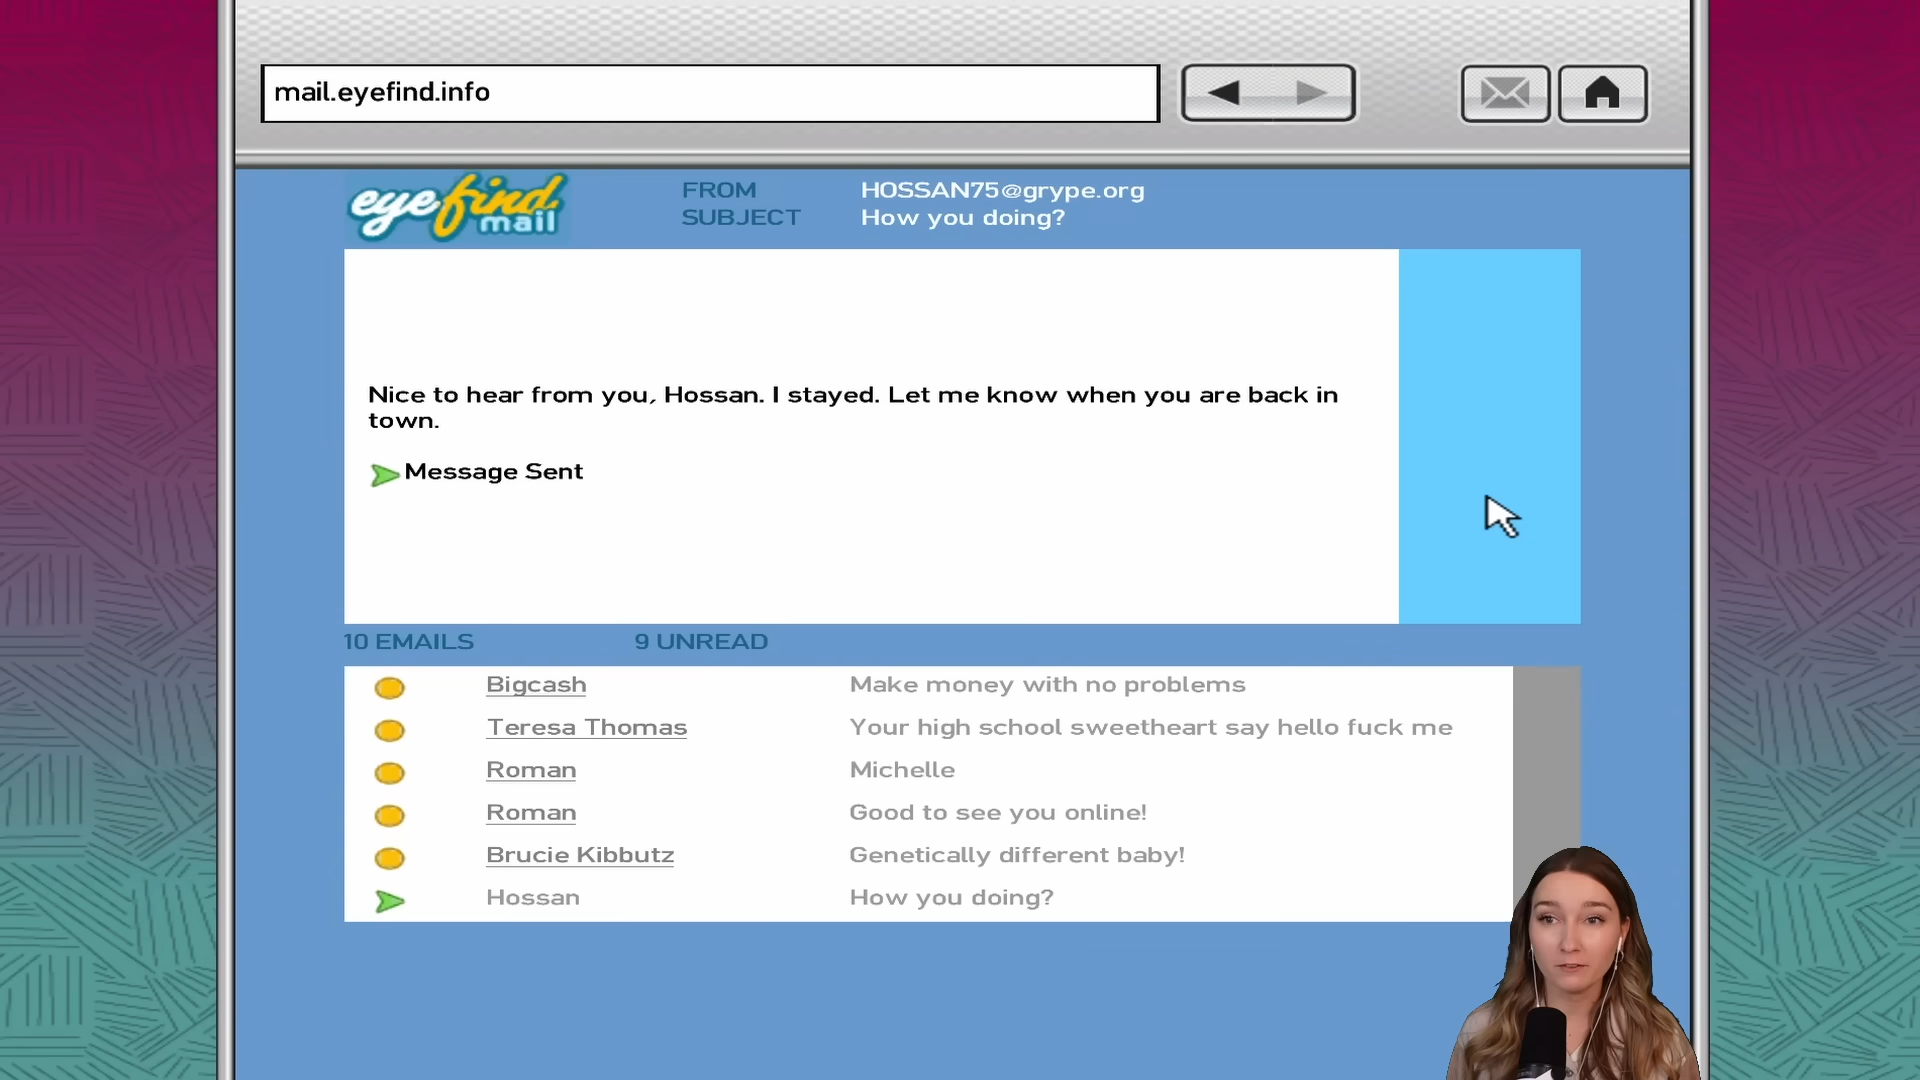 mail.eyefind.info
eyefind mail
FROM HOSSAN75@grype.org
SUBJECT How you doing?
Nice to hear from you, Hossan. I stayed. Let me know when you are back in
town.
Message Sent
10 EMAILS 9 UNREAD
Bigcash Make money with no problems
Teresa Thomas Your high school sweetheart say hello fuck me
Roman Michelle
Roman Good to see you online!
Brucie Kibbutz Genetically different baby!
Hossan How you doing?